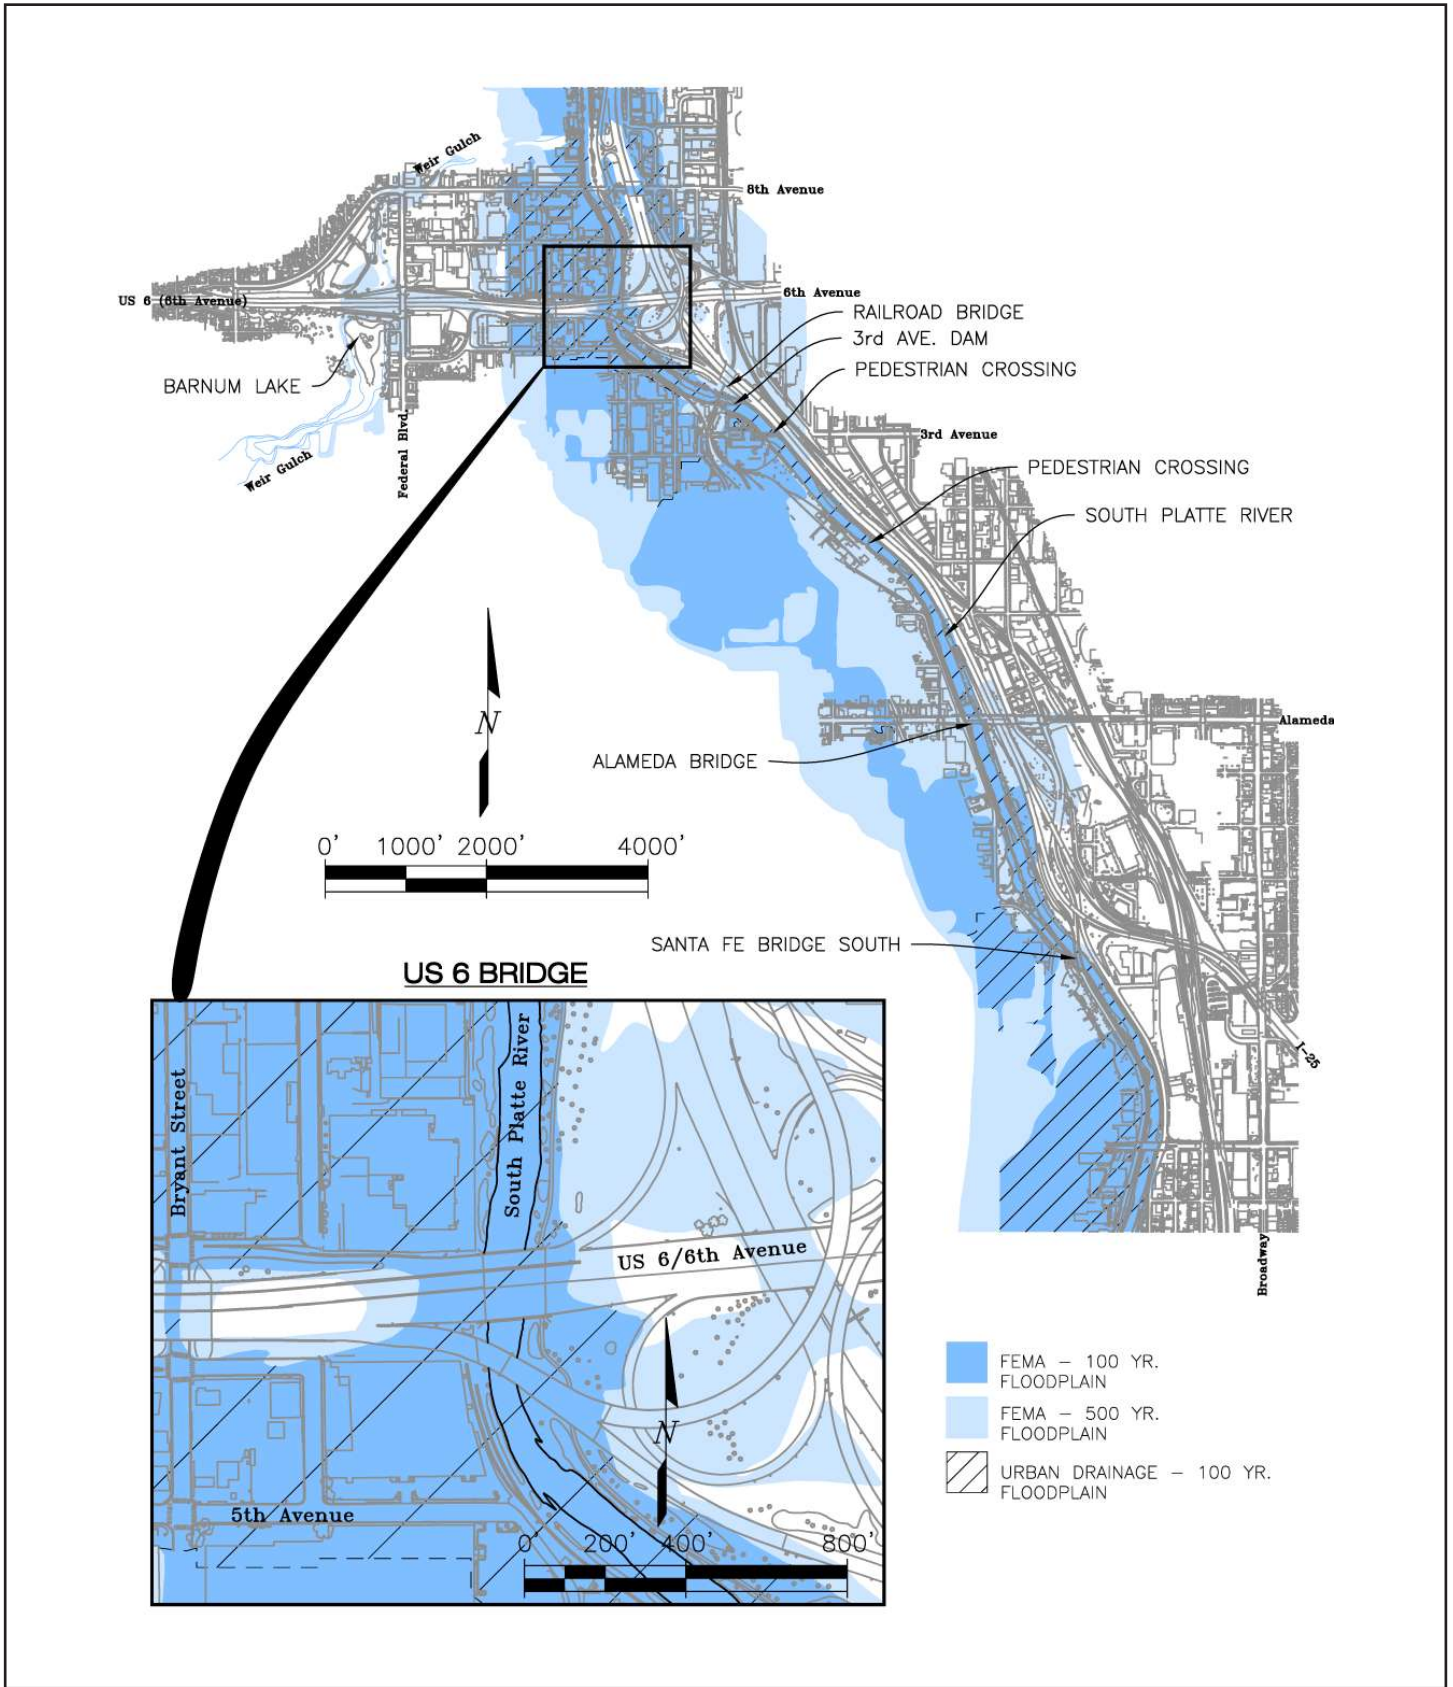 Weir Gulch
8th Avenue
US 6 (6th Avenue)
6th Avenue
RAILROAD BRIDGE
3rd AVE. DAM
PEDESTRIAN CROSSING
BARNUM LAKE
Federal Blvd.
3rd Avenue
Weir Gulch
PEDESTRIAN CROSSING
SOUTH PLATTE RIVER
N
Alameda
ALAMEDA BRIDGE
0' 1000' 2000' 4000'
SANTA FE BRIDGE SOUTH
I-25
Broadway
US 6 BRIDGE
Bryant Street
South Platte River
US 6/6th Avenue
N
5th Avenue
0' 200' 400' 800'
FEMA - 100 YR.
FLOODPLAIN
FEMA - 500 YR.
FLOODPLAIN
URBAN DRAINAGE - 100 YR.
FLOODPLAIN